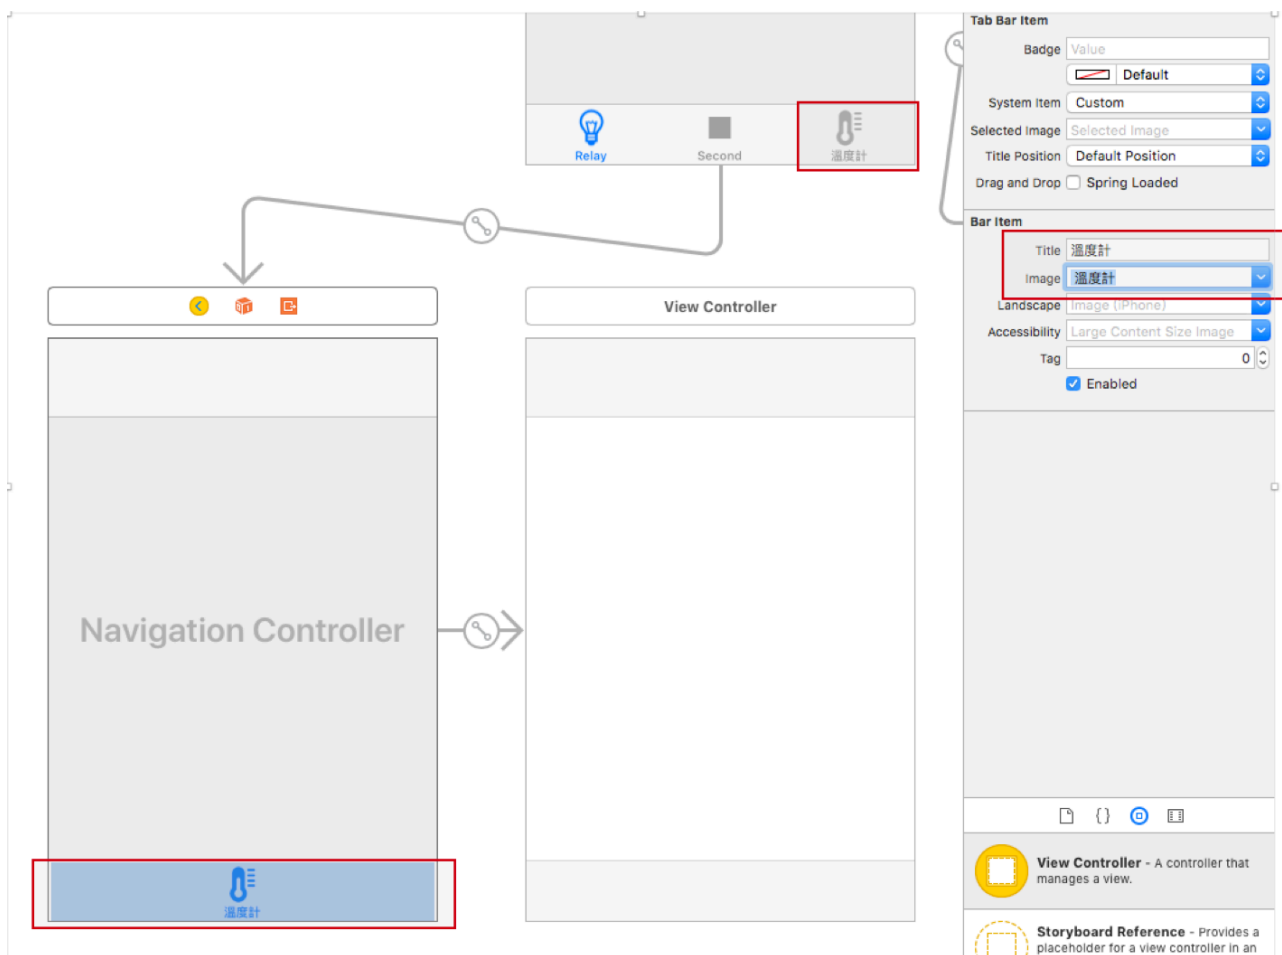 Relay
Second
溫度計
View Controller
Navigation Controller
溫度計
Tab Bar Item
Badge Value
Default
System Item Custom
Selected Image Selected Image
Title Position Default Position
Drag and Drop Spring Loaded
Bar Item
Title 溫度計
Image 溫度計
Landscape Image (iPhone)
Accessibility Large Content Size Image
Tag 0
Enabled
{}
View Controller - A controller that
manages a view.
Storyboard Reference - Provides a
placeholder for a view controller in an